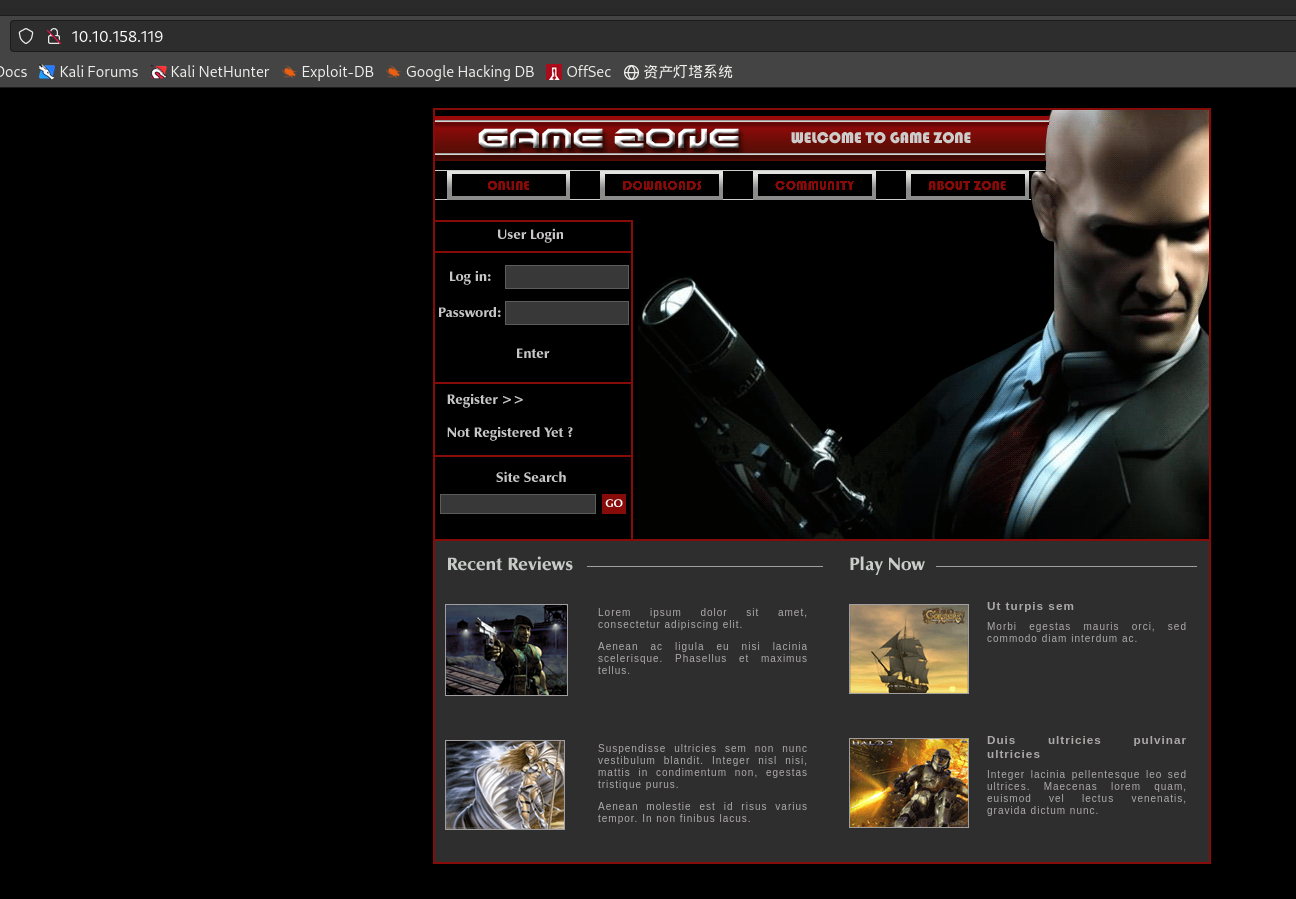 10.10.158.119
Docs Kali Forums Kali NetHunter Exploit-DB Google Hacking DB OffSec 资产灯塔系统
GAME ZONE WELCOME TO GAME ZONE
ONLINE DOWNLOADS COMMUNITY ABOUT ZONE
User Login
Log in:
Password:
Enter
Register >>
Not Registered Yet ?
Site Search
GO
Recent Reviews
Lorem ipsum dolor sit amet,
consectetur adipiscing elit.
Aenean ac ligula eu nisi lacinia
scelerisque. Phasellus et maximus
tellus.
Suspendisse ultricies sem non nunc
vestibulum blandit. Integer nisl nisi,
mattis in condimentum non, egestas
tristique purus.
Aenean molestie est id risus varius
tempor. In non finibus lacus.
Play Now
Ut turpis sem
Morbi egestas mauris orci, sed
commodo diam interdum ac.
HALO 2
Duis ultricies pulvinar
ultricies
Integer lacinia pellentesque leo sed
ultrices. Maecenas lorem quam,
euismod vel lectus venenatis,
gravida dictum nunc.